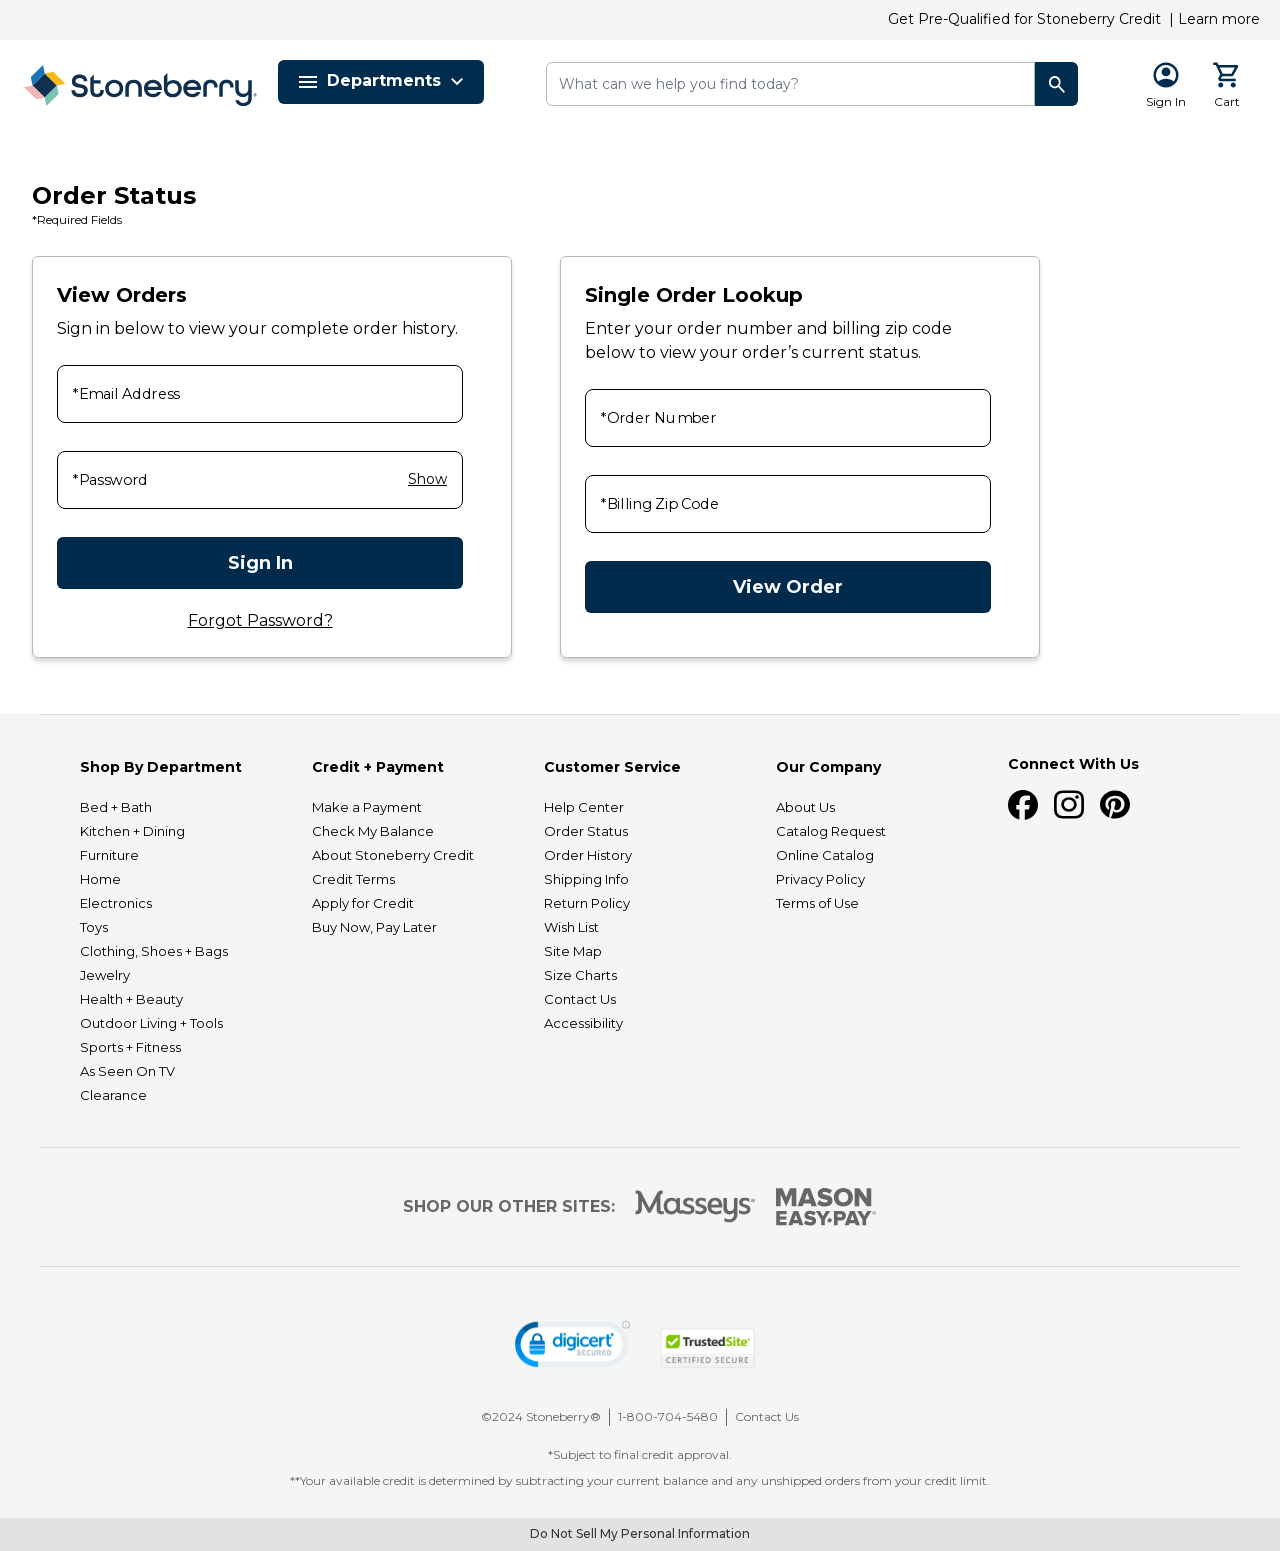 Get Pre-Qualified for Stoneberry Credit | Learn more
Stoneberry®
Departments
What can we help you find today?
Sign In
Cart
Order Status
*Required Fields
View Orders
Sign in below to view your complete order history.
*Email Address
*Password
Show
Sign In
Forgot Password?
Single Order Lookup
Enter your order number and billing zip code
below to view your order’s current status.
*Order Number
*Billing Zip Code
View Order
Shop By Department
Bed + Bath
Kitchen + Dining
Furniture
Home
Electronics
Toys
Clothing, Shoes + Bags
Jewelry
Health + Beauty
Outdoor Living + Tools
Sports + Fitness
As Seen On TV
Clearance
Credit + Payment
Make a Payment
Check My Balance
About Stoneberry Credit
Credit Terms
Apply for Credit
Buy Now, Pay Later
Customer Service
Help Center
Order Status
Order History
Shipping Info
Return Policy
Wish List
Site Map
Size Charts
Contact Us
Accessibility
Our Company
About Us
Catalog Request
Online Catalog
Privacy Policy
Terms of Use
Connect With Us
SHOP OUR OTHER SITES:
Masseys®
MASON
EASY•PAY®
digicert
SECURED
TrustedSite®
CERTIFIED SECURE
©2024 Stoneberry® | 1-800-704-5480 | Contact Us
*Subject to final credit approval.
**Your available credit is determined by subtracting your current balance and any unshipped orders from your credit limit.
Do Not Sell My Personal Information